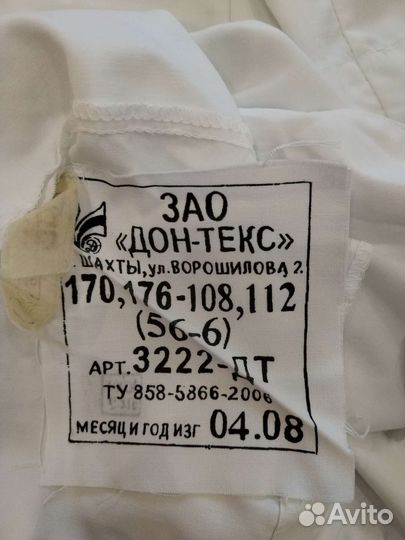 ЗАО
«ДОН-ТЕКС»
ШАХТЫ, ул. ВОРОШИЛОВА 2.
170,176-108,112
(56-6)
АРТ. 3222-ДТ
ТУ 858-5866-2006
МЕСЯЦ И ГОД ИЗГ 04.08
Avito